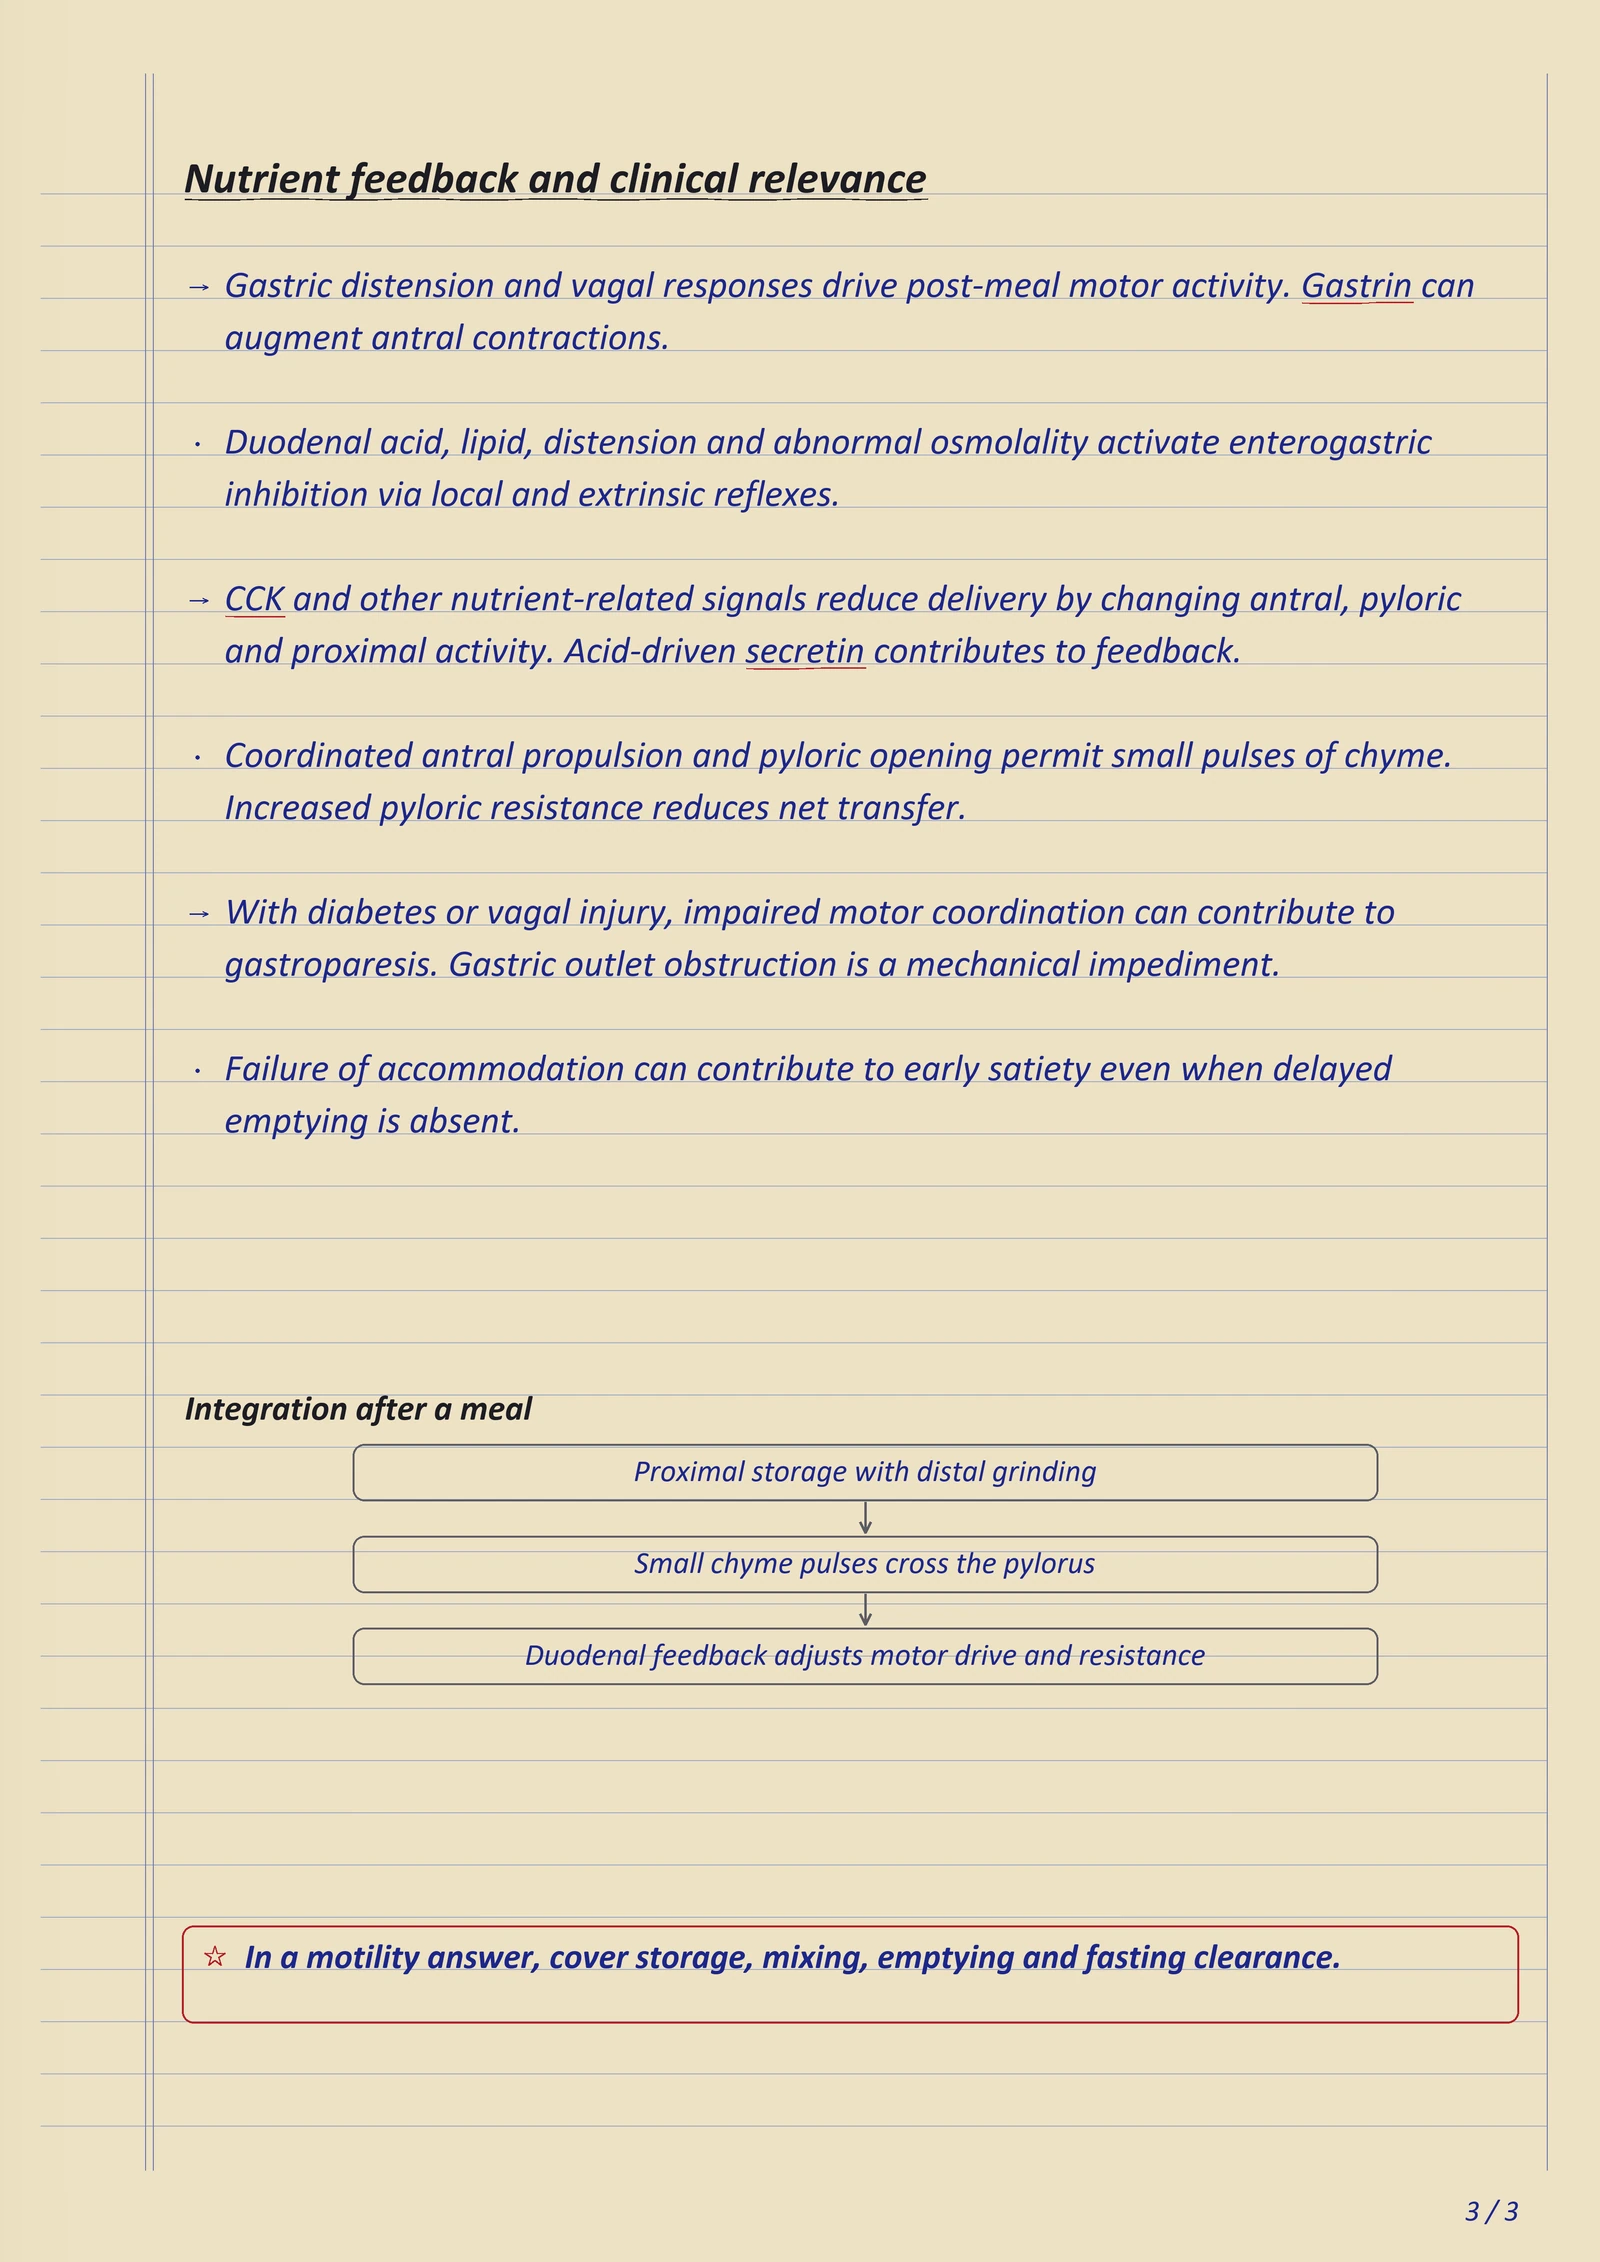 Nutrient feedback and clinical relevance
→ Gastric distension and vagal responses drive post-meal motor activity. Gastrin can
augment antral contractions.
· Duodenal acid, lipid, distension and abnormal osmolality activate enterogastric
inhibition via local and extrinsic reflexes.
→ CCK and other nutrient-related signals reduce delivery by changing antral, pyloric
and proximal activity. Acid-driven secretin contributes to feedback.
· Coordinated antral propulsion and pyloric opening permit small pulses of chyme.
Increased pyloric resistance reduces net transfer.
→ With diabetes or vagal injury, impaired motor coordination can contribute to
gastroparesis. Gastric outlet obstruction is a mechanical impediment.
· Failure of accommodation can contribute to early satiety even when delayed
emptying is absent.
Integration after a meal
Proximal storage with distal grinding
Small chyme pulses cross the pylorus
Duodenal feedback adjusts motor drive and resistance
☆ In a motility answer, cover storage, mixing, emptying and fasting clearance.
3 / 3